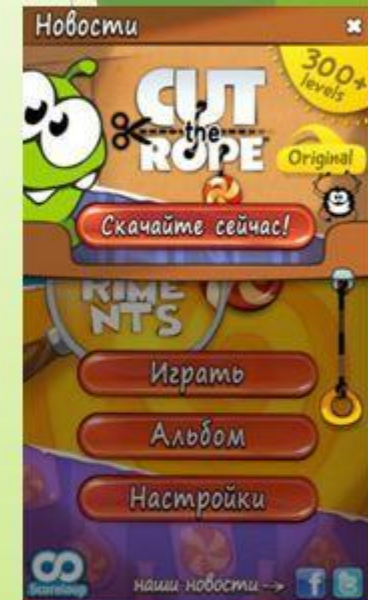 Новости
CUT
the
ROPE
300+
levels
Original
Скачайте сейчас!
RIME
NTS
Играть
Альбом
Настройки
Scoreloop
наши новости -->